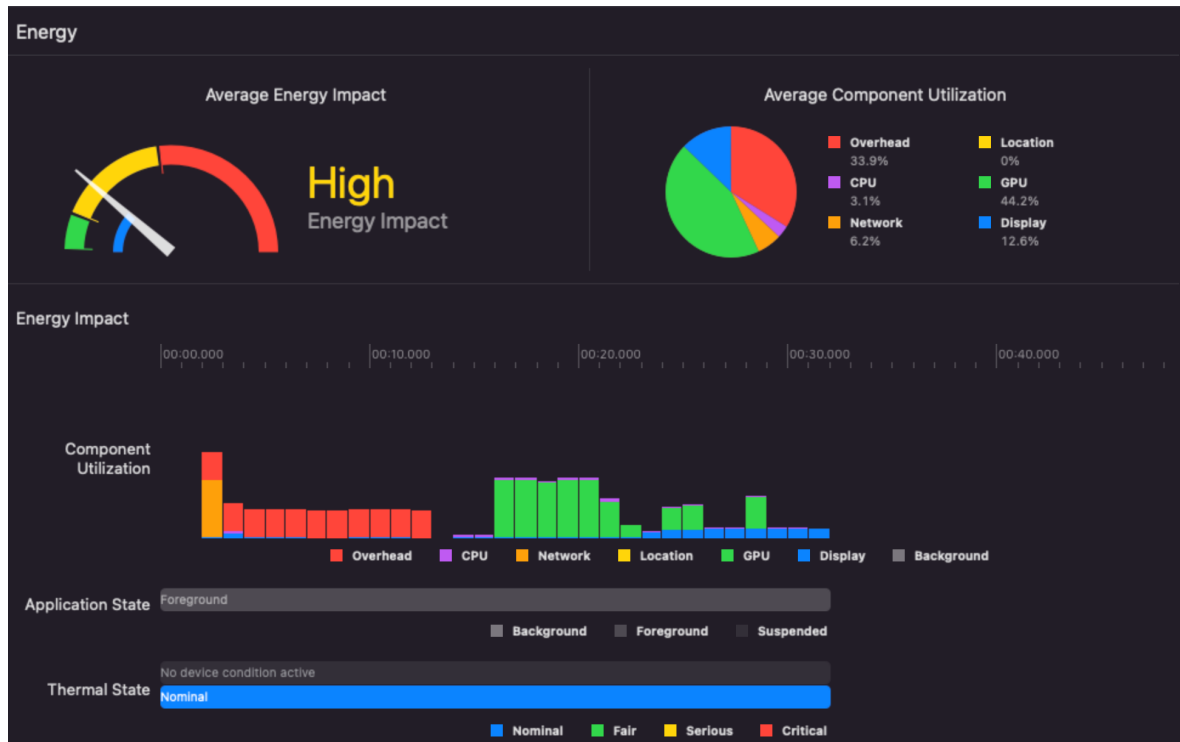 Energy
Average Energy Impact
High
Energy Impact
Average Component Utilization
Overhead
33.9%
Location
0%
CPU
3.1%
GPU
44.2%
Network
6.2%
Display
12.6%
Energy Impact
00:00.000 00:10.000 00:20.000 00:30.000 00:40.000
Component
Utilization
Overhead CPU Network Location GPU Display Background
Application State
Foreground
Background Foreground Suspended
Thermal State
No device condition active
Nominal
Nominal Fair Serious Critical